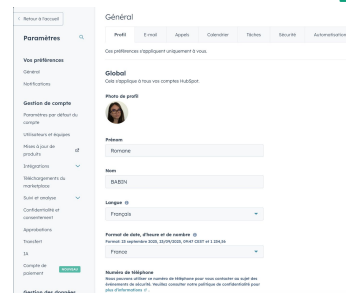 < Retour à l'accueil
Paramètres
Vos préférences
Général
Notifications
Gestion de compte
Paramètres par défaut du
compte
Utilisateurs et équipes
Mises à jour de
produits
Intégrations
Téléchargements du
marketplace
Suivi et analyse
Confidentialité et
consentement
Approbations
Transfert
IA
Compte de
paiement
NOUVEAU
Gestion des données
Général
Profil
E-mail
Appels
Calendrier
Tâches
Sécurité
Automatisation
Ces préférences s'appliquent uniquement à vous.
Global
Cela s'applique à tous vos comptes HubSpot.
Photo de profil
Prénom
Romane
Nom
BABIN
Langue
Français
Format de date, d'heure et de nombre
Format: 25 septembre 2025, 25/09/2025, 09:47 CEST et 1 234,56
France
Numéro de téléphone
Nous pouvons utiliser ce numéro de téléphone pour vous contacter au sujet des
événements de sécurité. Veuillez consulter notre politique de confidentialité pour
plus d'informations